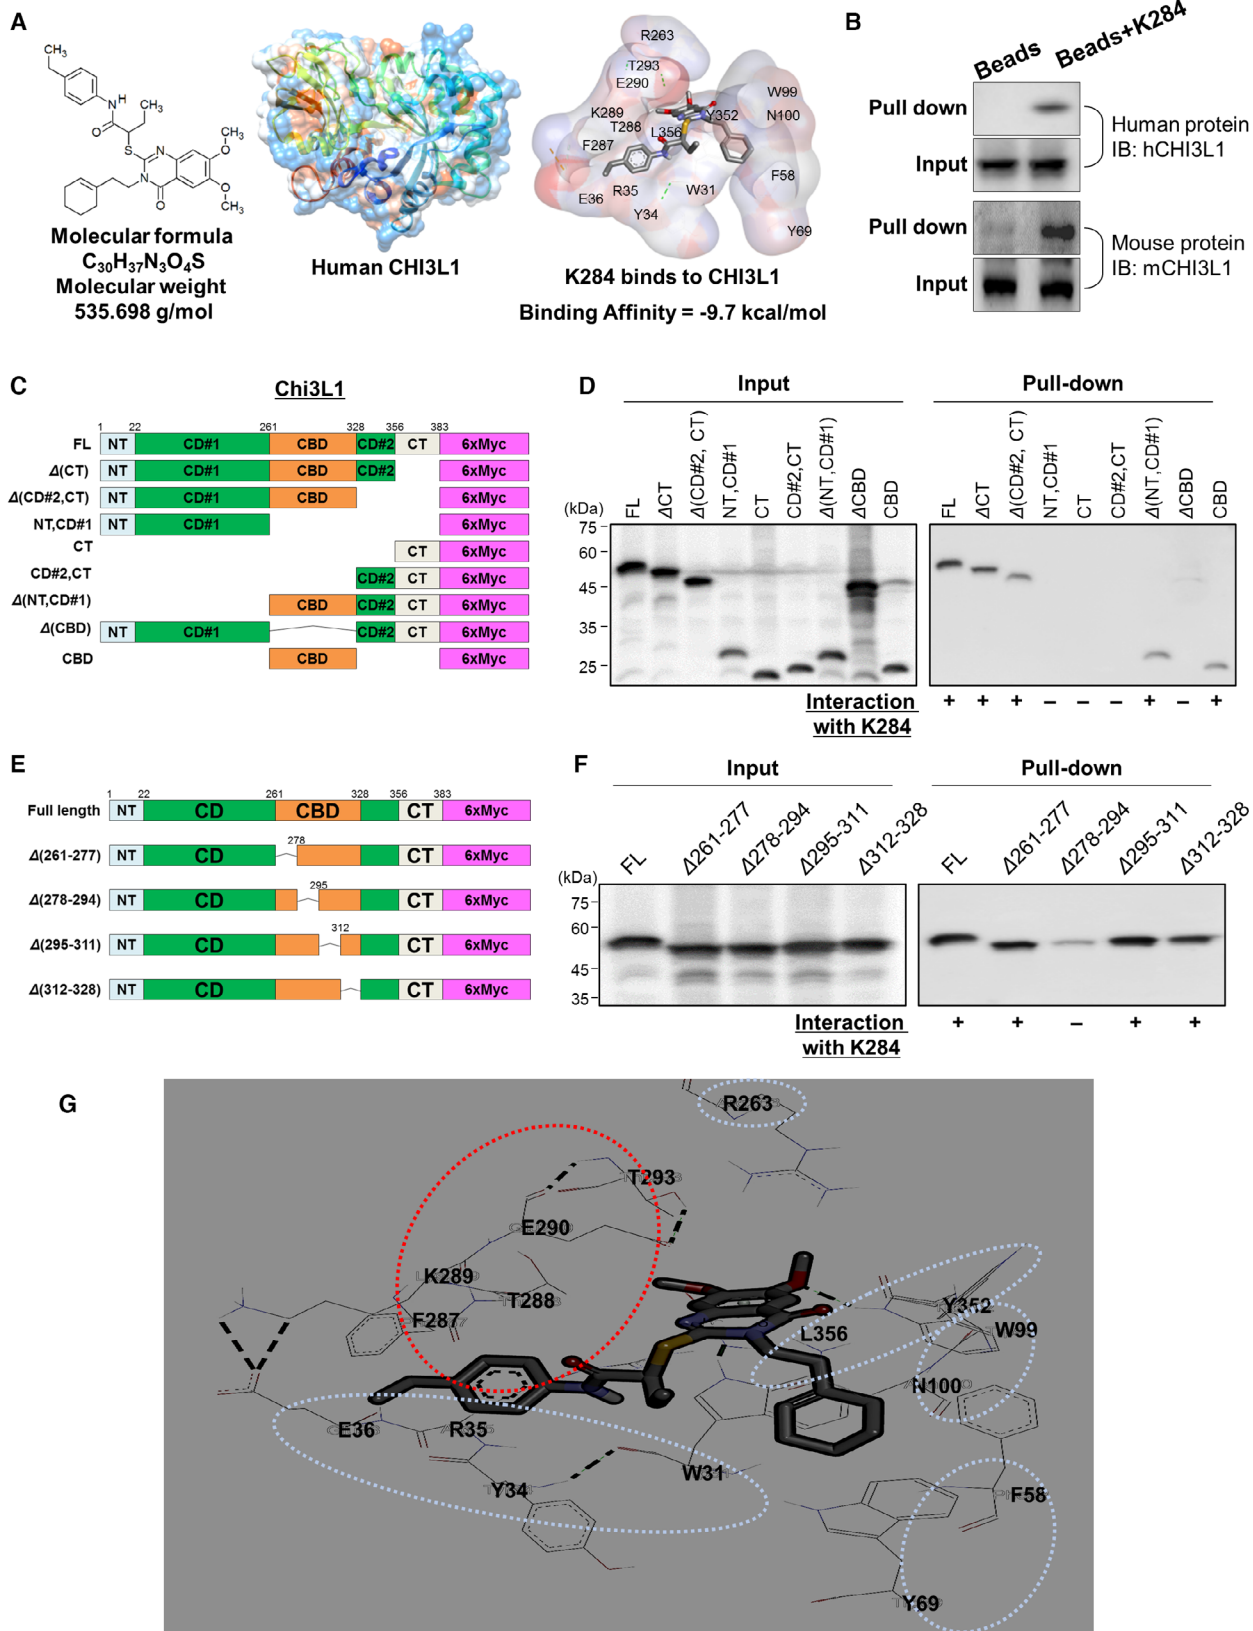 A
CH3
N
H
CH3
O
S
N
O
CH3
N
O
CH3
O
Molecular formula
C30H37N3O4S
Molecular weight
535.698 g/mol
Human CHI3L1
R263
T293
E290
W99
K289
Y352
N100
T288
L356
F287
F58
R35
W31
E36
Y34
Y69
K284 binds to CHI3L1
Binding Affinity = -9.7 kcal/mol
B
Beads
Beads+K284
Pull down
Input
Human protein
IB: hCHI3L1
Pull down
Input
Mouse protein
IB: mCHI3L1
C
Chi3L1
1 22 261 328 356 383
FL NT CD#1 CBD CD#2 CT 6xMyc
Δ(CT) NT CD#1 CBD CD#2 6xMyc
Δ(CD#2,CT) NT CD#1 CBD 6xMyc
NT,CD#1 NT CD#1 6xMyc
CT CT 6xMyc
CD#2,CT CD#2 CT 6xMyc
Δ(NT,CD#1) CBD CD#2 CT 6xMyc
Δ(CBD) NT CD#1 CD#2 CT 6xMyc
CBD CBD 6xMyc
D
Input
Pull-down
FL ΔCT Δ(CD#2, CT) NT,CD#1 CT CD#2,CT Δ(NT,CD#1) ΔCBD CBD
FL ΔCT Δ(CD#2, CT) NT,CD#1 CT CD#2,CT Δ(NT,CD#1) ΔCBD CBD
(kDa)
75
60
45
35
25
Interaction
with K284
+ + + – – – + – +
E
1 22 261 328 356 383
Full length NT CD CBD CT 6xMyc
278
Δ(261-277) NT CD CT 6xMyc
295
Δ(278-294) NT CD CT 6xMyc
312
Δ(295-311) NT CD CT 6xMyc
Δ(312-328) NT CD CT 6xMyc
F
Input
Pull-down
FL Δ261-277 Δ278-294 Δ295-311 Δ312-328
FL Δ261-277 Δ278-294 Δ295-311 Δ312-328
(kDa)
75
60
45
35
Interaction
with K284
+ + – + +
G
R263
T293
E290
K289
T288
F287
Y352
L356
W99
N100
E36
R35
W31
Y34
F58
Y69